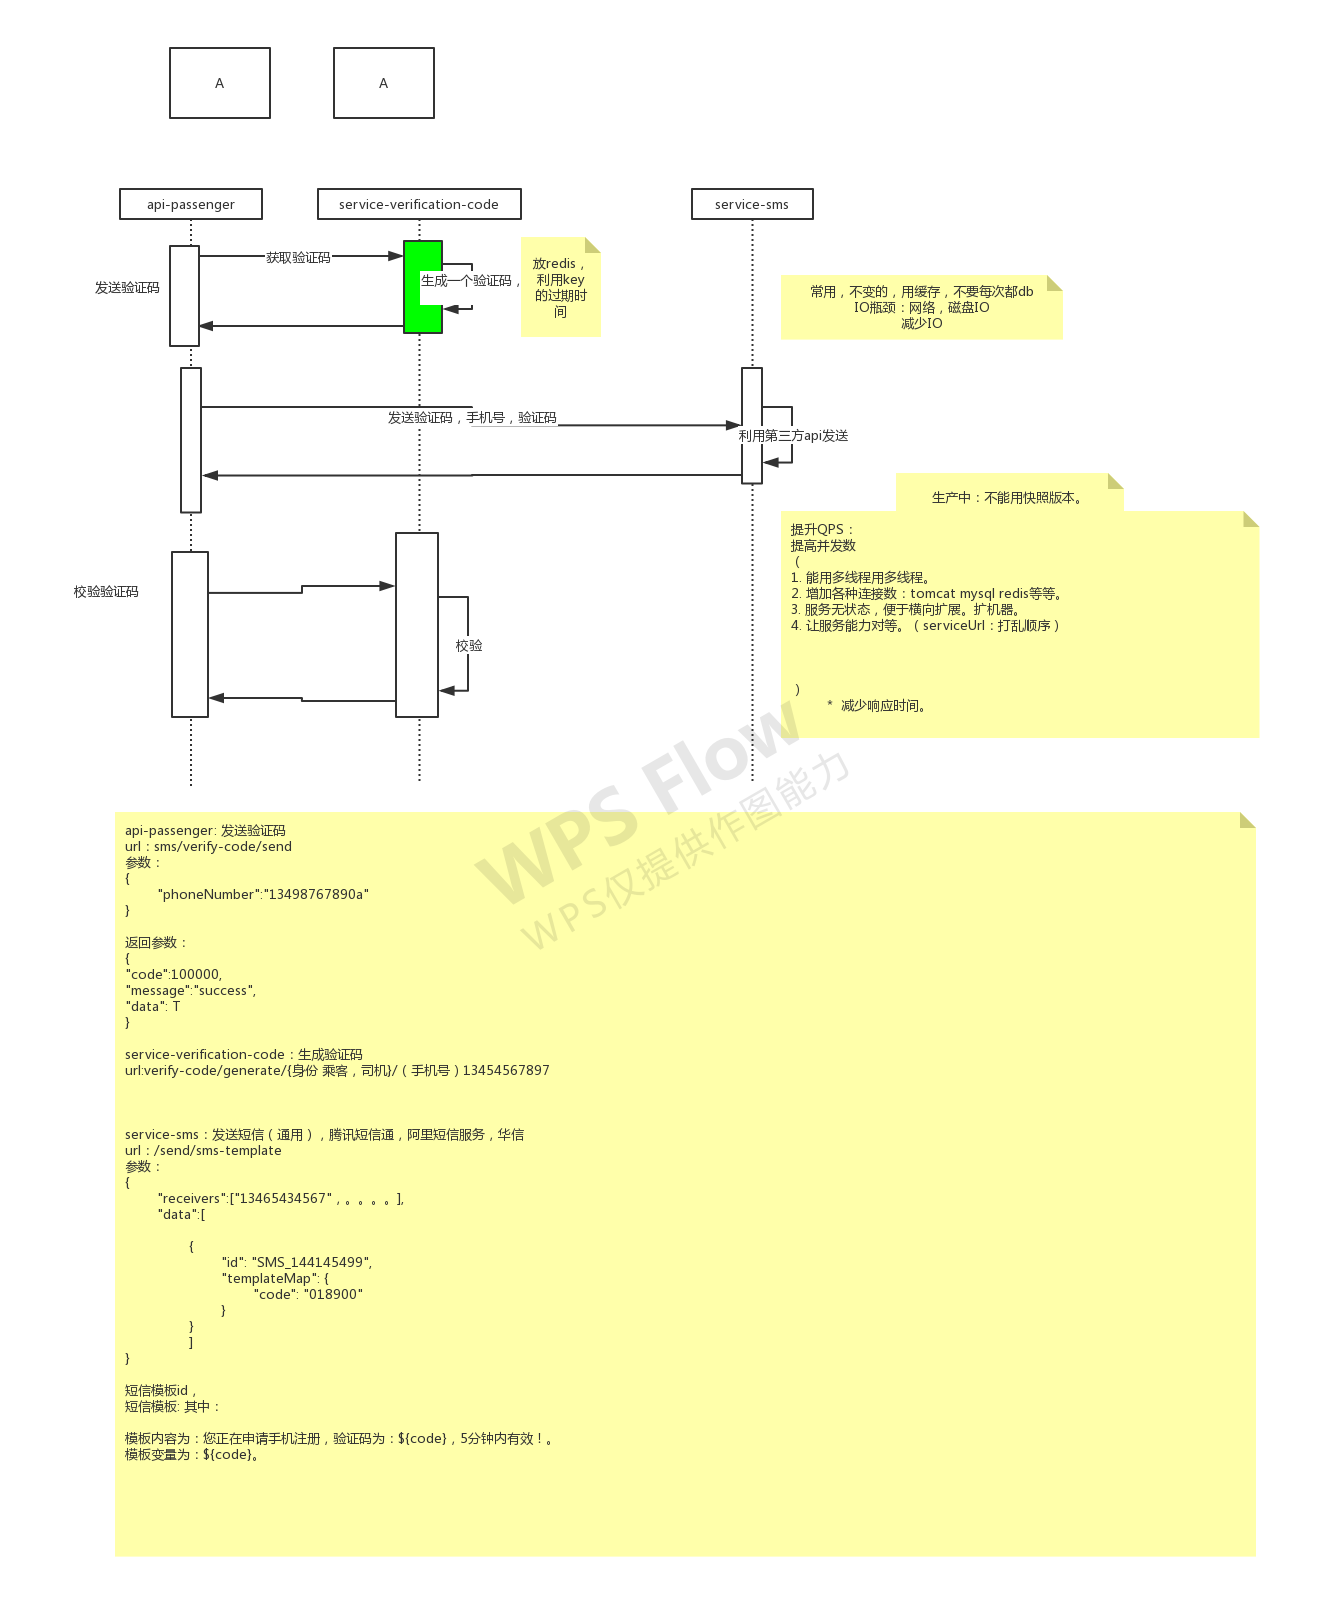 A
A
api-passenger
service-verification-code
service-sms
获取验证码
发送验证码
生成一个验证码，
放redis，
利用key
的过期时
间
常用，不变的，用缓存，不要每次都db
IO瓶颈：网络，磁盘IO
减少IO
发送验证码，手机号，验证码
利用第三方api发送
生产中：不能用快照版本。
提升QPS：
提高并发数
（
1. 能用多线程用多线程。
2. 增加各种连接数：tomcat mysql redis等等。
3. 服务无状态，便于横向扩展。扩机器。
4. 让服务能力对等。（serviceUrl：打乱顺序）
）
* 减少响应时间。
校验验证码
校验
WPS Flow
WPS仅提供作图能力
api-passenger: 发送验证码
url：sms/verify-code/send
参数：
{
"phoneNumber":"13498767890a"
}
返回参数：
{
"code":100000,
"message":"success",
"data": T
}
service-verification-code：生成验证码
url:verify-code/generate/{身份 乘客，司机}/（手机号）13454567897
service-sms：发送短信（通用），腾讯短信通，阿里短信服务，华信
url：/send/sms-template
参数：
{
"receivers":["13465434567"，。。。。],
"data":[
{
"id": "SMS_144145499",
"templateMap": {
"code": "018900"
}
}
]
}
短信模板id，
短信模板: 其中：
模板内容为：您正在申请手机注册，验证码为：${code}，5分钟内有效！。
模板变量为：${code}。